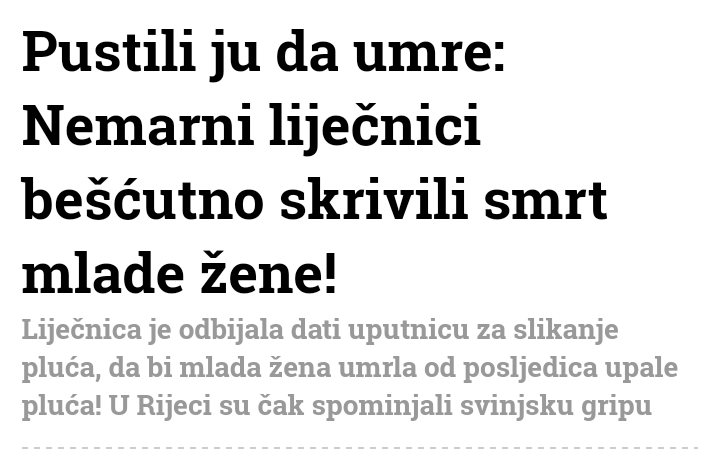 Pustili ju da umre:
Nemarni liječnici
bešćutno skrivili smrt
mlade žene!
Liječnica je odbijala dati uputnicu za slikanje
pluća, da bi mlada žena umrla od posljedica upale
pluća! U Rijeci su čak spominjali svinjsku gripu